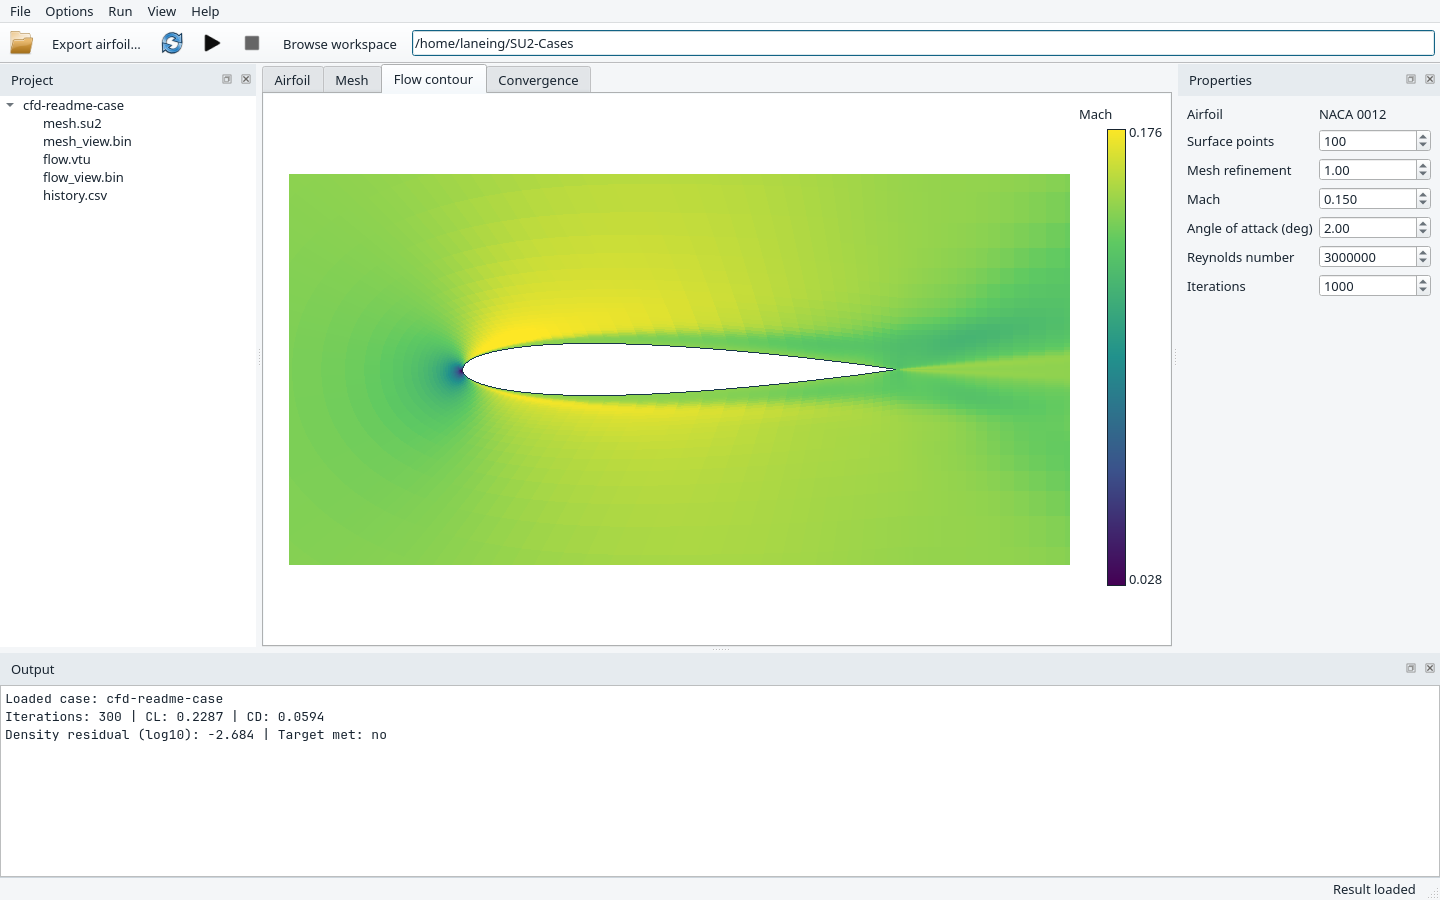 File Options Run View Help
Export airfoil... Browse workspace /home/laneing/SU2-Cases
Project
cfd-readme-case
mesh.su2
mesh_view.bin
flow.vtu
flow_view.bin
history.csv
Airfoil Mesh Flow contour Convergence
Mach
0.176
0.028
Properties
Airfoil NACA 0012
Surface points 100
Mesh refinement 1.00
Mach 0.150
Angle of attack (deg) 2.00
Reynolds number 3000000
Iterations 1000
Output
Loaded case: cfd-readme-case
Iterations: 300 | CL: 0.2287 | CD: 0.0594
Density residual (log10): -2.684 | Target met: no
Result loaded